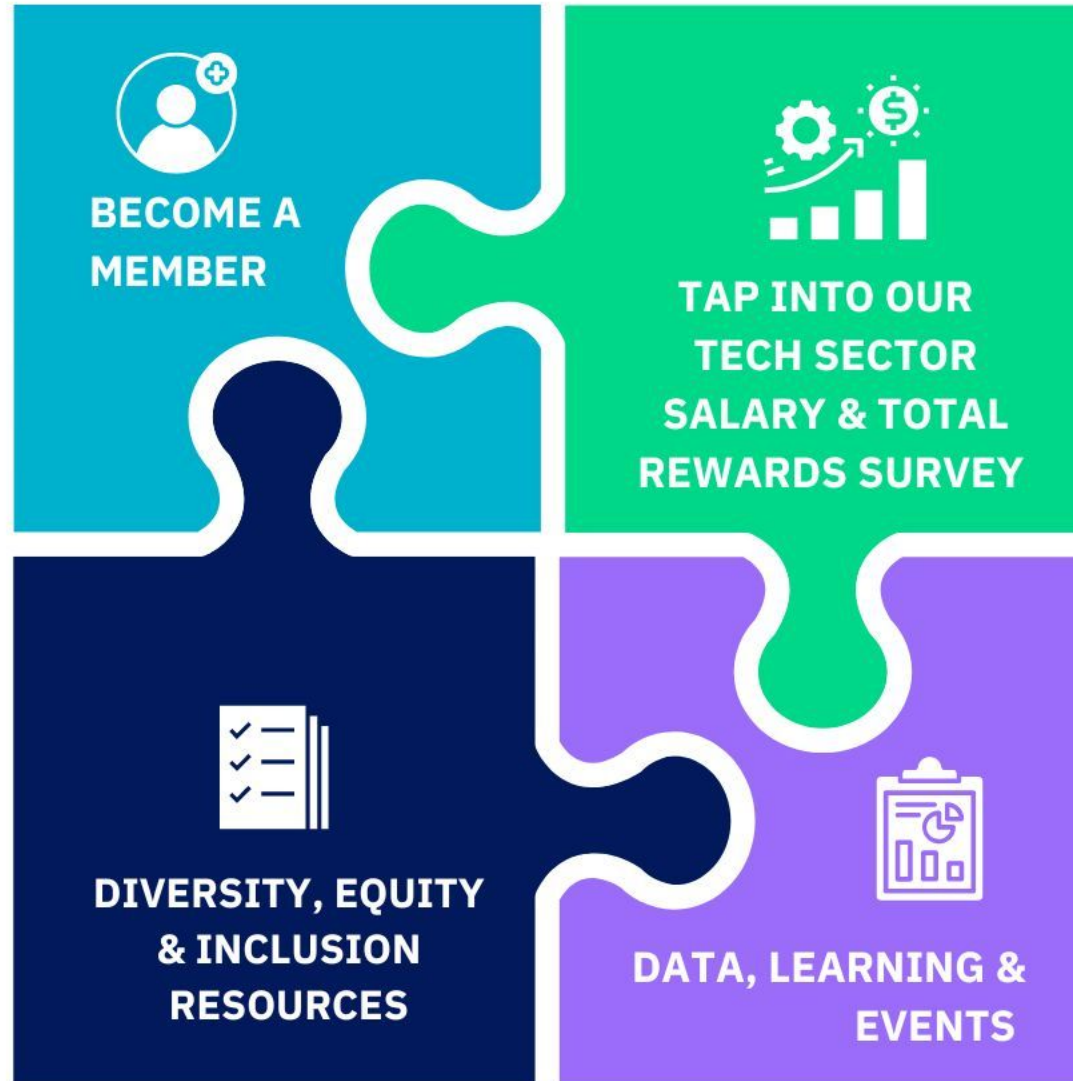 BECOME A
MEMBER
TAP INTO OUR
TECH SECTOR
SALARY & TOTAL
REWARDS SURVEY
DIVERSITY, EQUITY
& INCLUSION
RESOURCES
DATA, LEARNING &
EVENTS